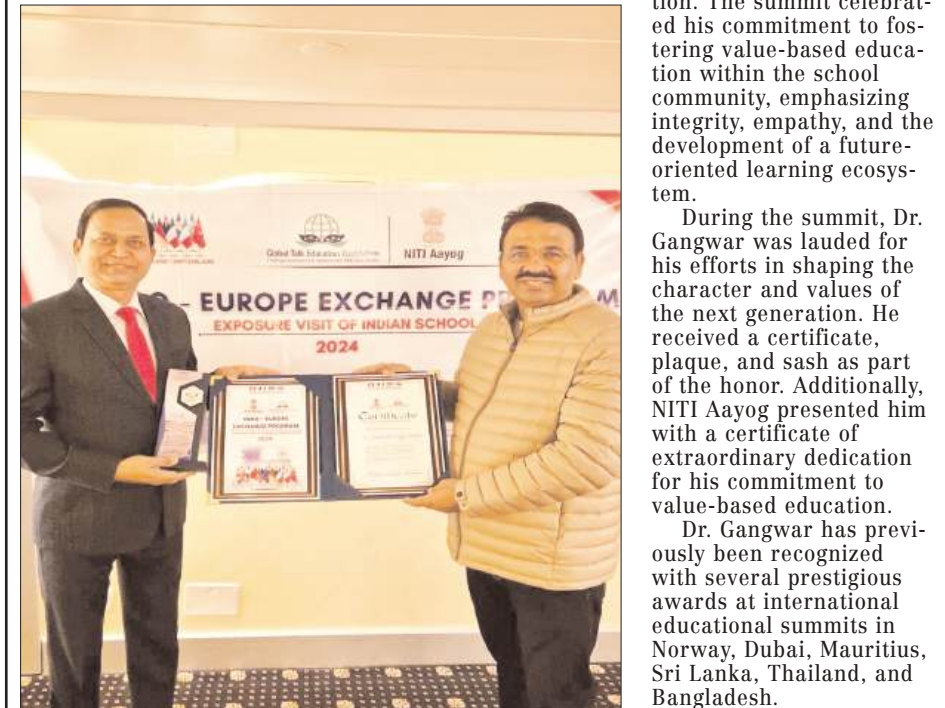 Global Talk Education
NITI Aayog
- EUROPE EXCHANGE
EXPOSURE VISIT OF INDIAN SCHOOL
2024
INDO - EUROPE
EXCHANGE PROGRAM
2024
Certificate
tion. The summit celebrat-
ed his commitment to fos-
tering value-based educa-
tion within the school
community, emphasizing
integrity, empathy, and the
development of a future-
oriented learning ecosys-
tem.
During the summit, Dr.
Gangwar was lauded for
his efforts in shaping the
character and values of
the next generation. He
received a certificate,
plaque, and sash as part
of the honor. Additionally,
NITI Aayog presented him
with a certificate of
extraordinary dedication
for his commitment to
value-based education.
Dr. Gangwar has previ-
ously been recognized
with several prestigious
awards at international
educational summits in
Norway, Dubai, Mauritius,
Sri Lanka, Thailand, and
Bangladesh.